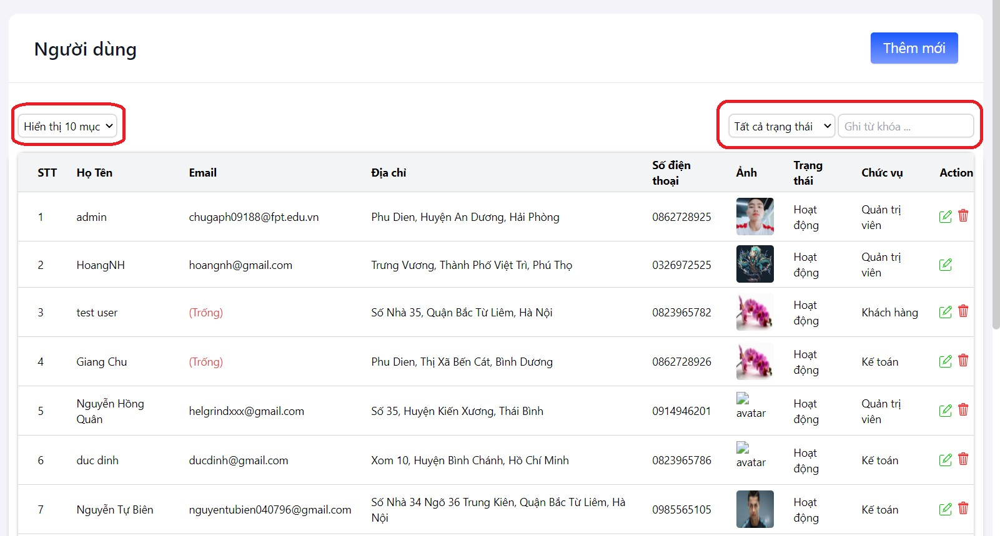 Người dùng
Thêm mới
Hiển thị 10 mục
Tất cả trạng thái
Ghi từ khóa ...
STT Họ Tên Email Địa chỉ Số điện thoại Ảnh Trạng thái Chức vụ Action
1 admin chugaph09188@fpt.edu.vn Phu Dien, Huyện An Dương, Hải Phòng 0862728925 Hoạt động Quản trị viên
2 HoangNH hoangnh@gmail.com Trưng Vương, Thành Phố Việt Trì, Phú Thọ 0326972525 Hoạt động Quản trị viên
3 test user (Trống) Số Nhà 35, Quận Bắc Từ Liêm, Hà Nội 0823965782 Hoạt động Khách hàng
4 Giang Chu (Trống) Phu Dien, Thị Xã Bến Cát, Bình Dương 0862728926 Hoạt động Kế toán
5 Nguyễn Hồng Quân helgrindxxx@gmail.com Số 35, Huyện Kiến Xương, Thái Bình 0914946201 avatar Hoạt động Quản trị viên
6 duc dinh ducdinh@gmail.com Xom 10, Huyện Bình Chánh, Hồ Chí Minh 0823965786 avatar Hoạt động Kế toán
7 Nguyễn Tự Biên nguyentubien040796@gmail.com Số Nhà 34 Ngõ 36 Trung Kiên, Quận Bắc Từ Liêm, Hà Nội 0985565105 Hoạt động Kế toán